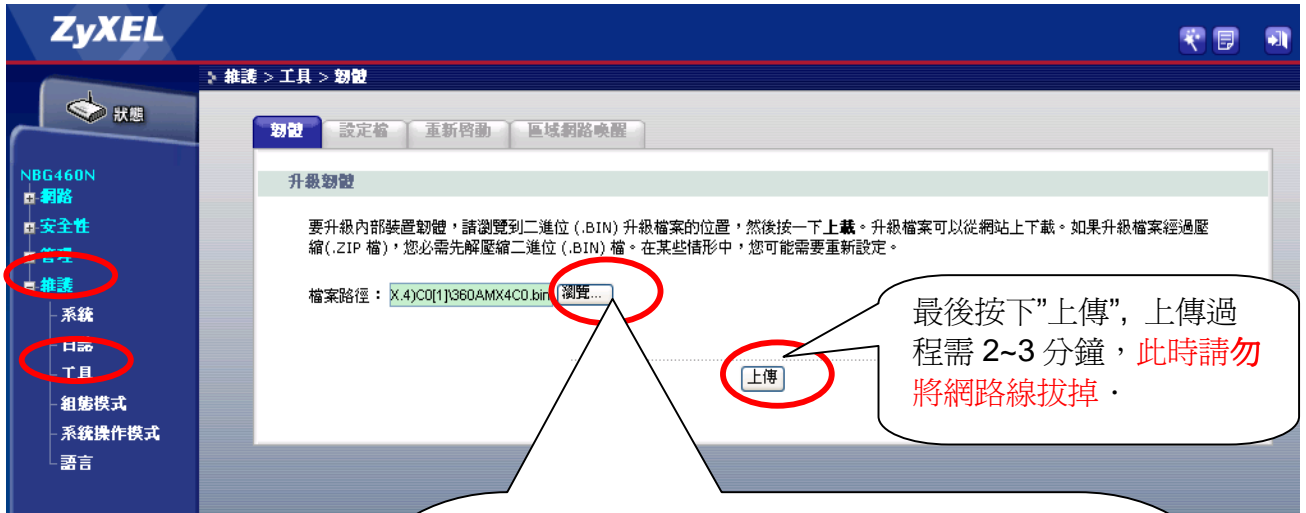 ZyXEL
維護 > 工具 > 韌體
狀態
韌體
設定檔
重新啓動
區域網路喚醒
NBG460N
網路
安全性
管理
維護
系統
日誌
工具
組態模式
系統操作模式
語言
升級韌體
要升級內部裝置韌體，請瀏覽到二進位 (.BIN) 升級檔案的位置，然後按一下上載。升級檔案可以從網站上下載。如果升級檔案經過壓
縮(.ZIP 檔)，您必需先解壓縮二進位 (.BIN) 檔。在某些情形中，您可能需要重新設定。
檔案路徑： X.4)C0[1]\360AMX4C0.bin 瀏覽...
上傳
最後按下”上傳”, 上傳過
程需 2~3 分鐘，此時請勿
將網路線拔掉．